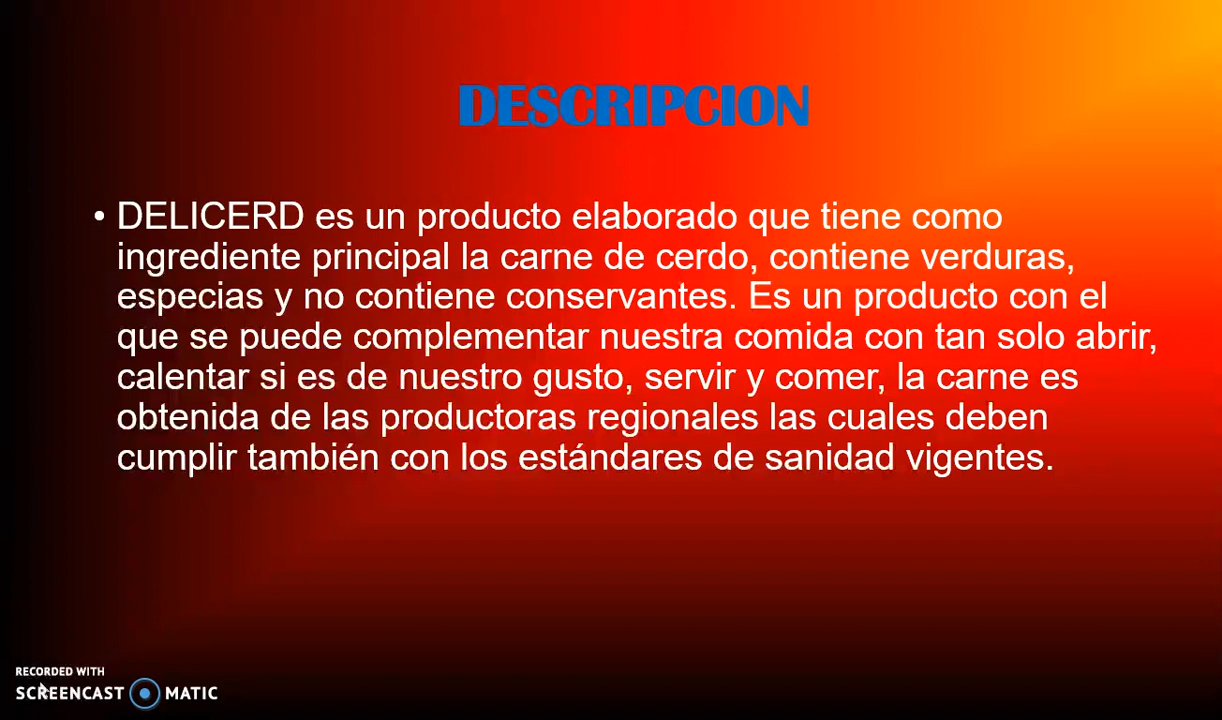 DESCRIPCION
• DELICERD es un producto elaborado que tiene como
ingrediente principal la carne de cerdo, contiene verduras,
especias y no contiene conservantes. Es un producto con el
que se puede complementar nuestra comida con tan solo abrir,
calentar si es de nuestro gusto, servir y comer, la carne es
obtenida de las productoras regionales las cuales deben
cumplir también con los estándares de sanidad vigentes.
RECORDED WITH
SCREENCAST MATIC